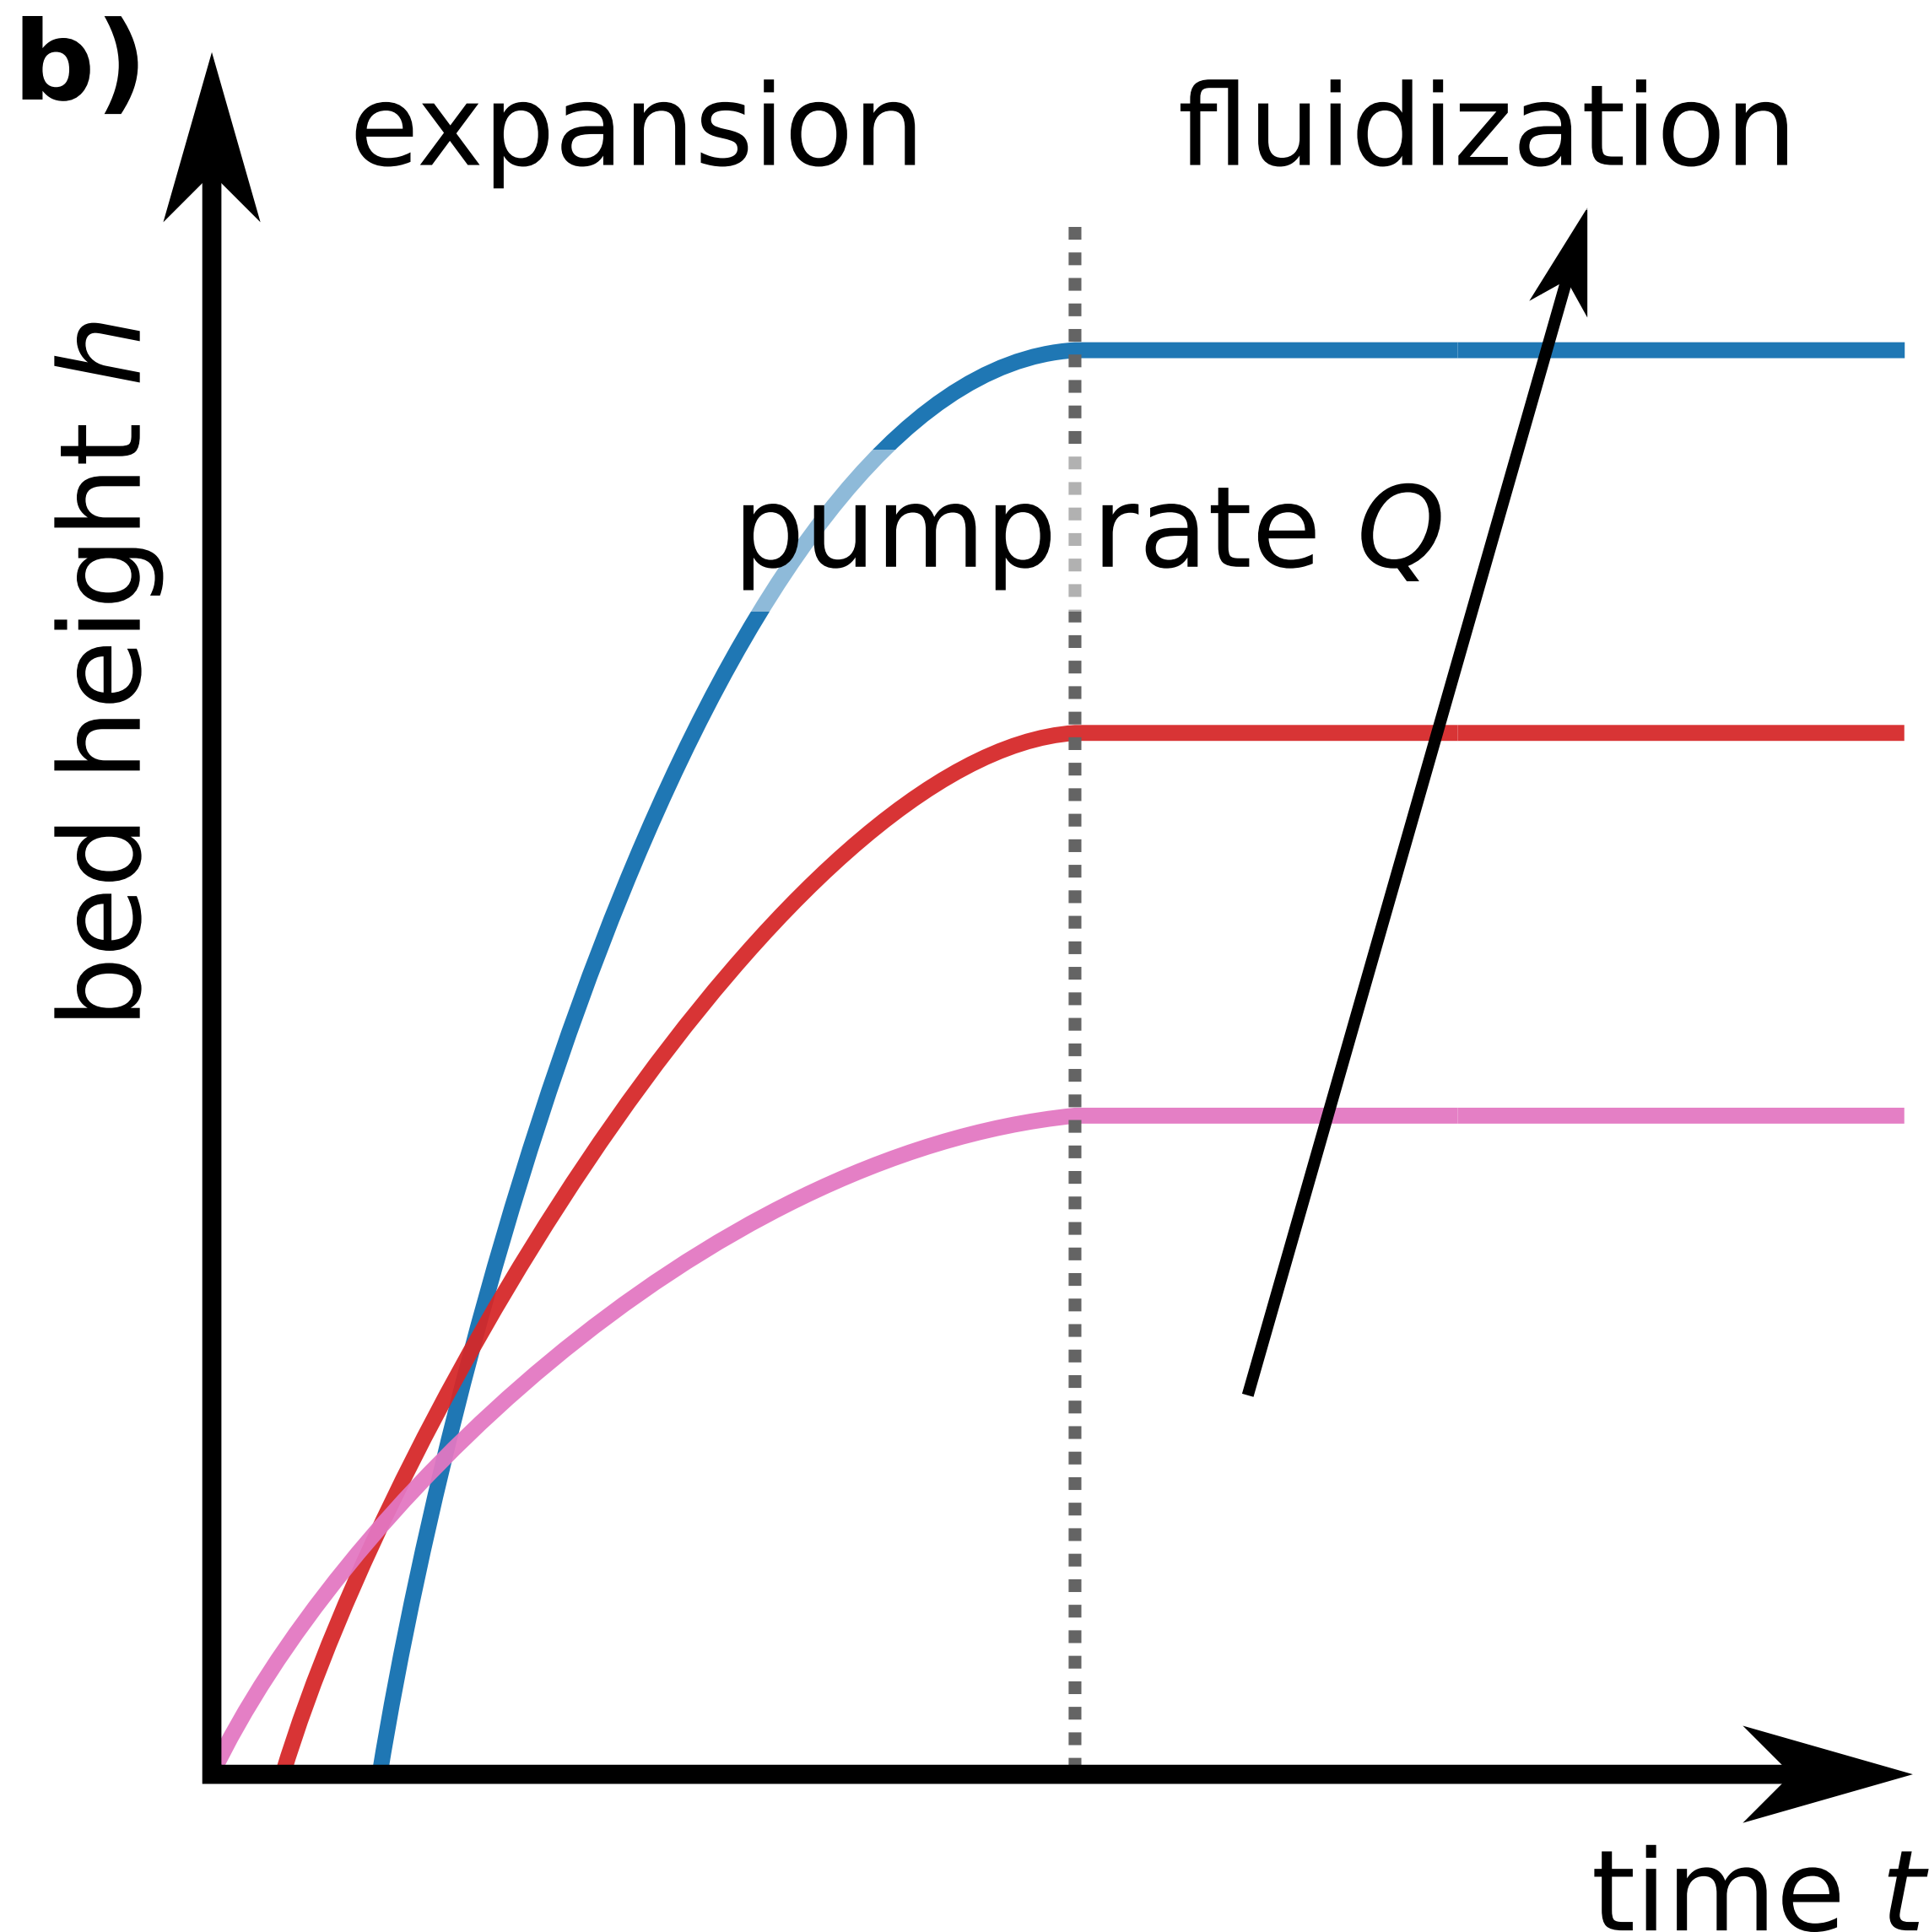 b)
expansion
fluidization
bed height h
pump rate Q
time t